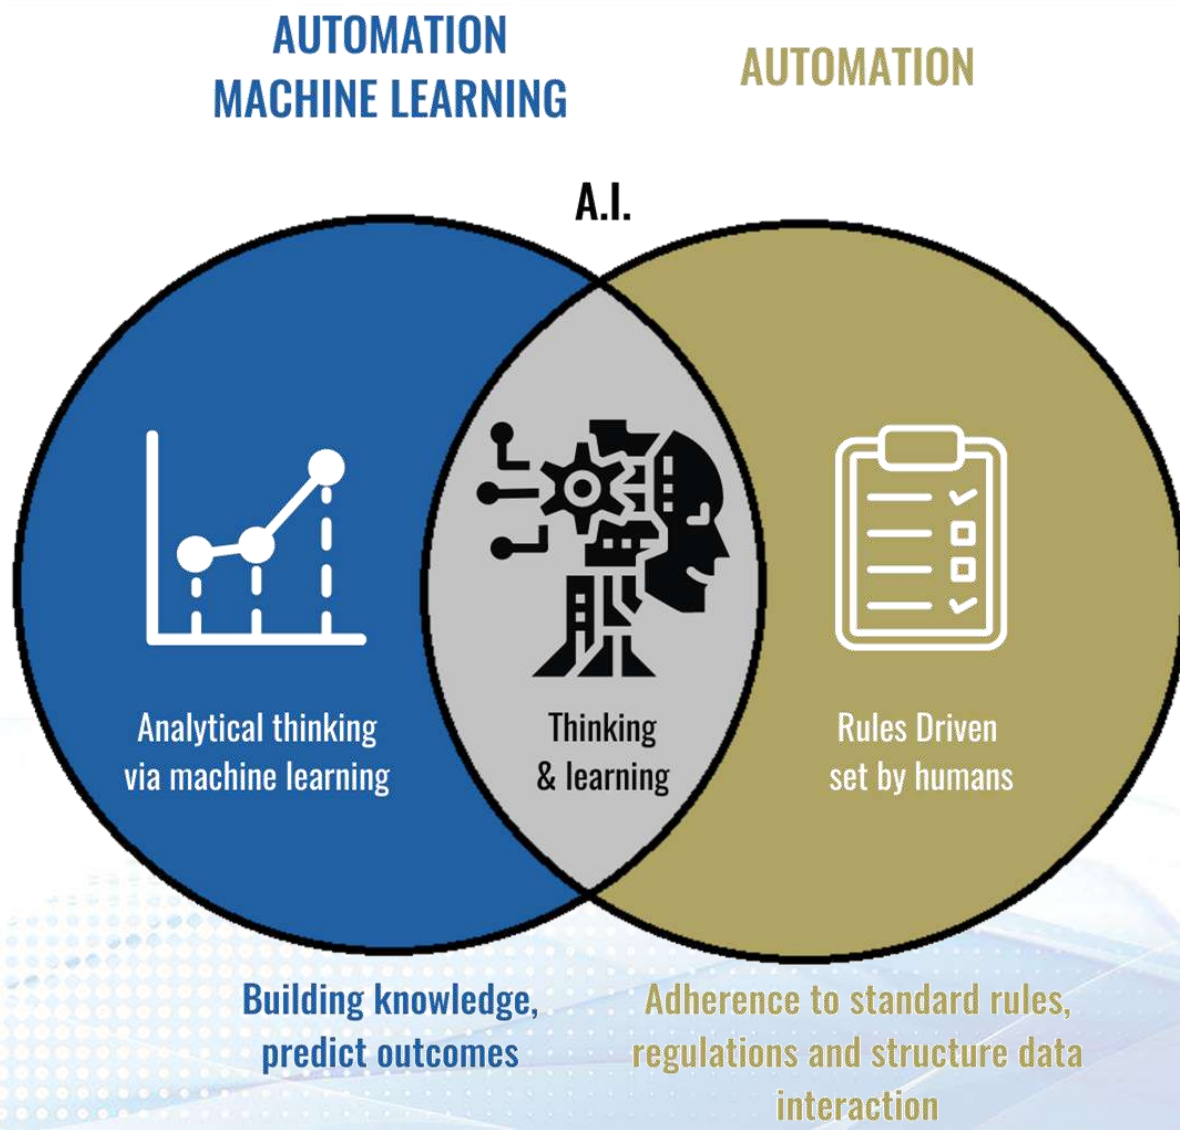 AUTOMATION
MACHINE LEARNING
AUTOMATION
A.I.
Analytical thinking
via machine learning
Thinking
& learning
Rules Driven
set by humans
Building knowledge,
predict outcomes
Adherence to standard rules,
regulations and structure data
interaction